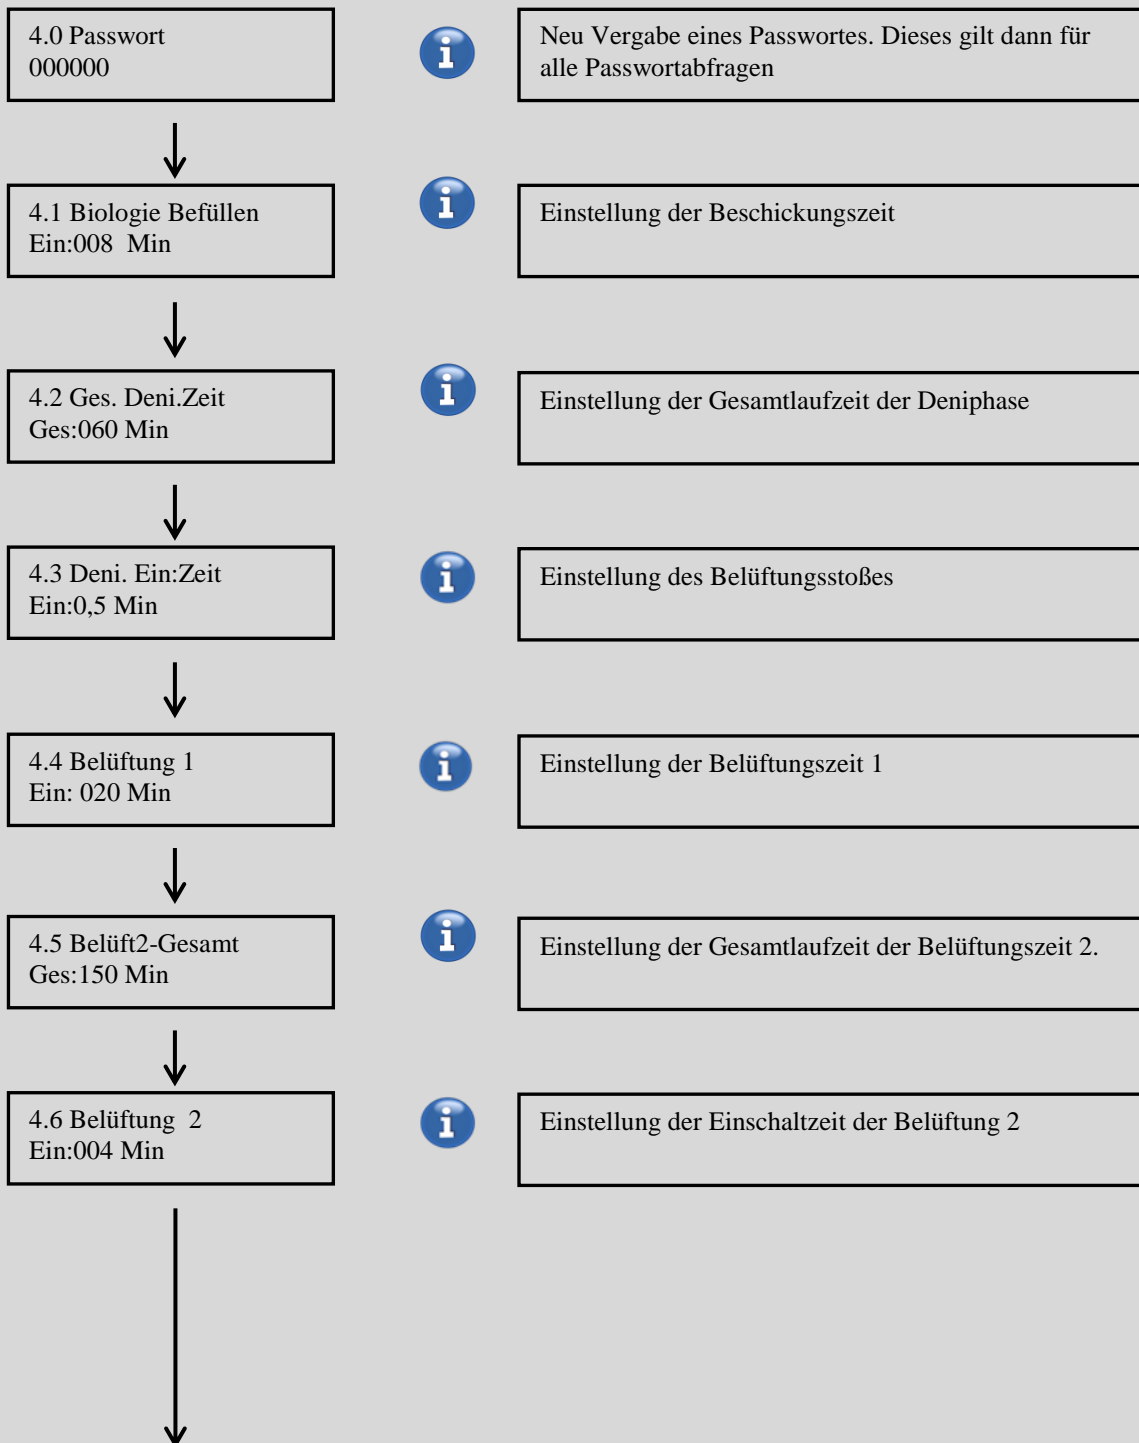 4.0 Passwort
000000
Neu Vergabe eines Passwortes. Dieses gilt dann für
alle Passwortabfragen
4.1 Biologie Befüllen
Ein:008  Min
Einstellung der Beschickungszeit
4.2 Ges. Deni.Zeit
Ges:060 Min
Einstellung der Gesamtlaufzeit der Deniphase
4.3 Deni. Ein:Zeit
Ein:0,5 Min
Einstellung des Belüftungsstoßes
4.4 Belüftung 1
Ein: 020 Min
Einstellung der Belüftungszeit 1
4.5 Belüft2-Gesamt
Ges:150 Min
Einstellung der Gesamtlaufzeit der Belüftungszeit 2.
4.6 Belüftung  2
Ein:004 Min
Einstellung der Einschaltzeit der Belüftung 2